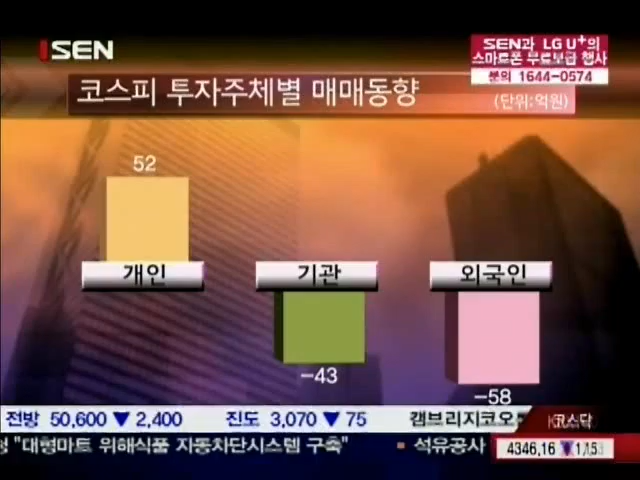 SEN
SEN과 LG U⁺의
스마트폰 무료보급 행사
문의 1644-0574
코스피 투자주체별 매매동향
(단위:억원)
52
개인
기관
외국인
-43
-58
전방 50,600 ▼ 2,400 진도 3,070 ▼ 75 캠브리지코오
코스닥
"대형마트 위해식품 자동차단시스템 구축" ▪ 석유공사
4346,16 ▼